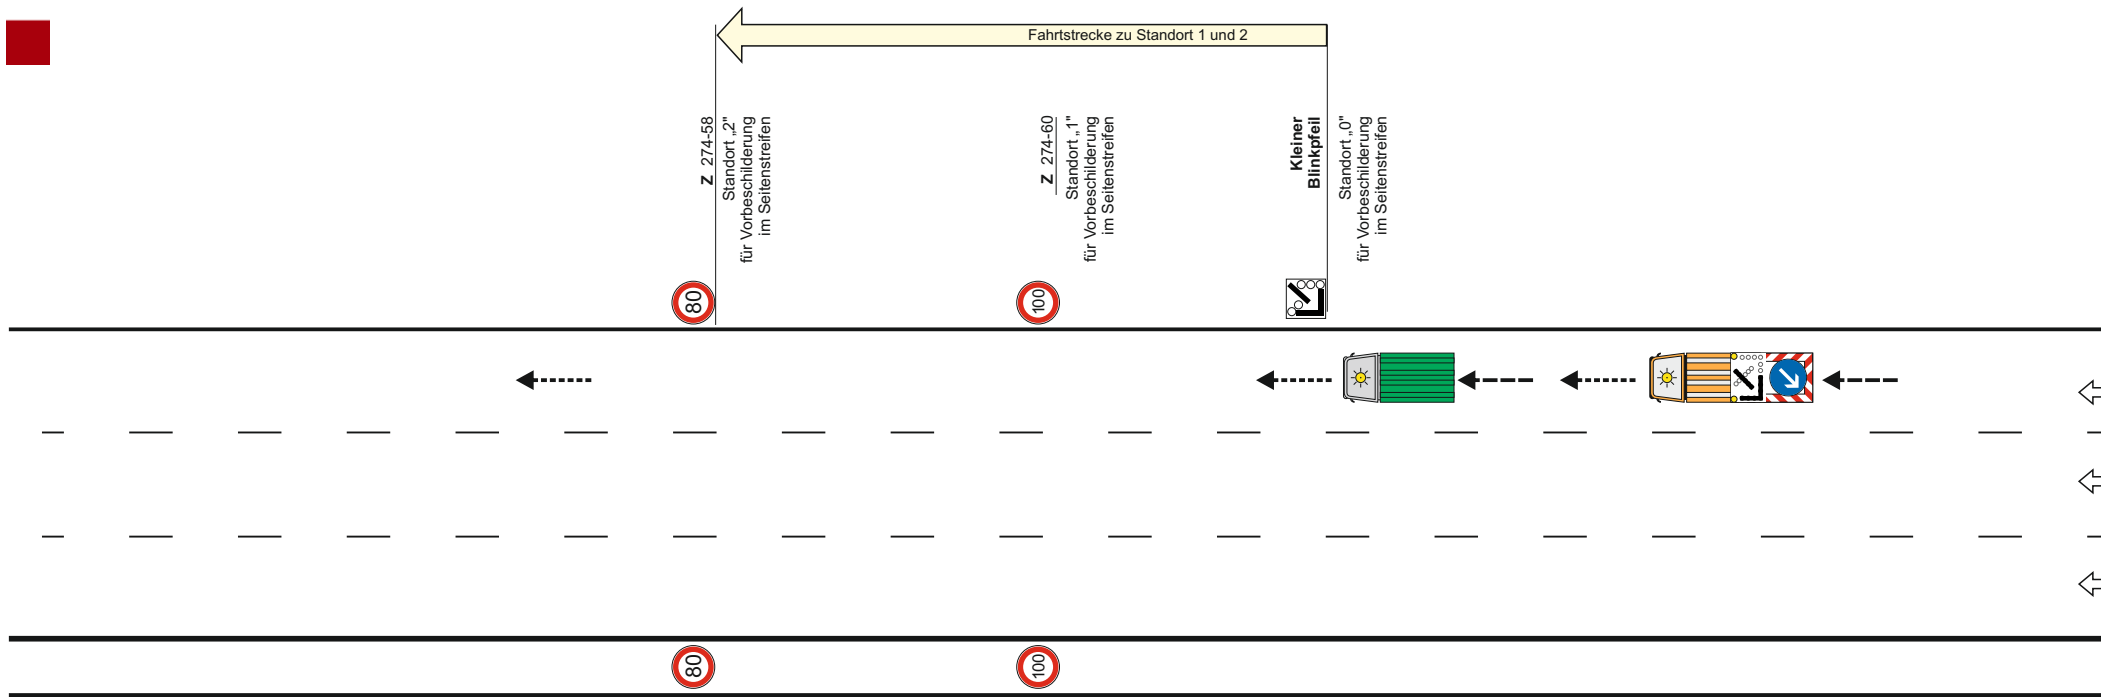 Fahrtstrecke zu Standort 1 und 2
Z 274-58
Standort „2"
für Vorbeschilderung
im Seitenstreifen
Z 274-60
Standort „1"
für Vorbeschilderung
im Seitenstreifen
Kleiner
Blinkpfeil
Standort „0"
für Vorbeschilderung
im Seitenstreifen
80
100
80
100